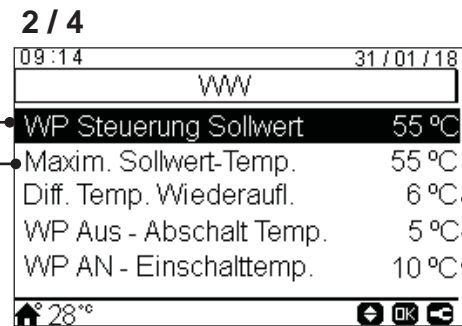 2 / 4
09:14 31/01/18
WW
WP Steuerung Sollwert 55 ºC
Maxim. Sollwert-Temp. 55 ºC
Diff. Temp. Wiederaufl. 6 ºC
WP Aus - Abschalt Temp. 5 ºC
WP AN - Einschalttemp. 10 ºC
28°C OK